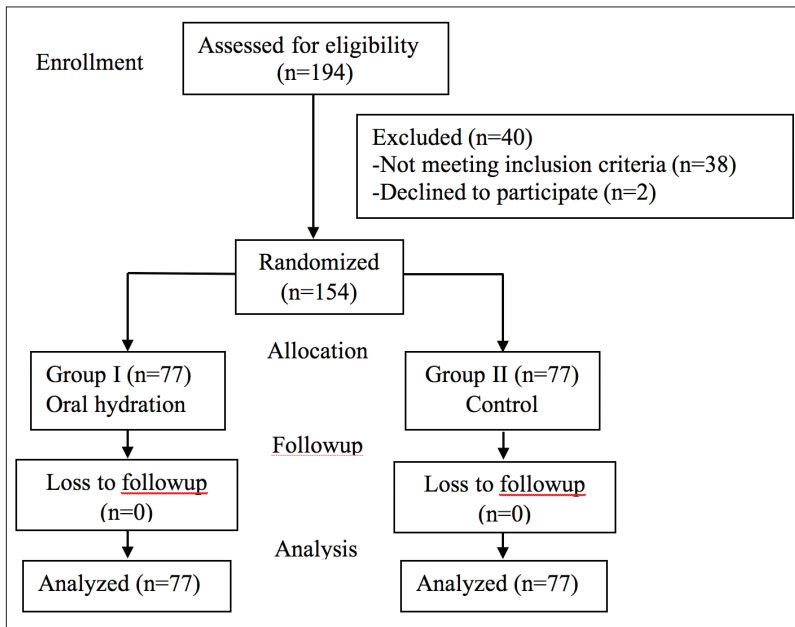 Enrollment
Assessed for eligibility
(n=194)
Excluded (n=40)
-Not meeting inclusion criteria (n=38)
-Declined to participate (n=2)
Randomized
(n=154)
Allocation
Group I (n=77)
Oral hydration
Group II (n=77)
Control
Followup
Loss to followup
(n=0)
Loss to followup
(n=0)
Analysis
Analyzed (n=77)
Analyzed (n=77)